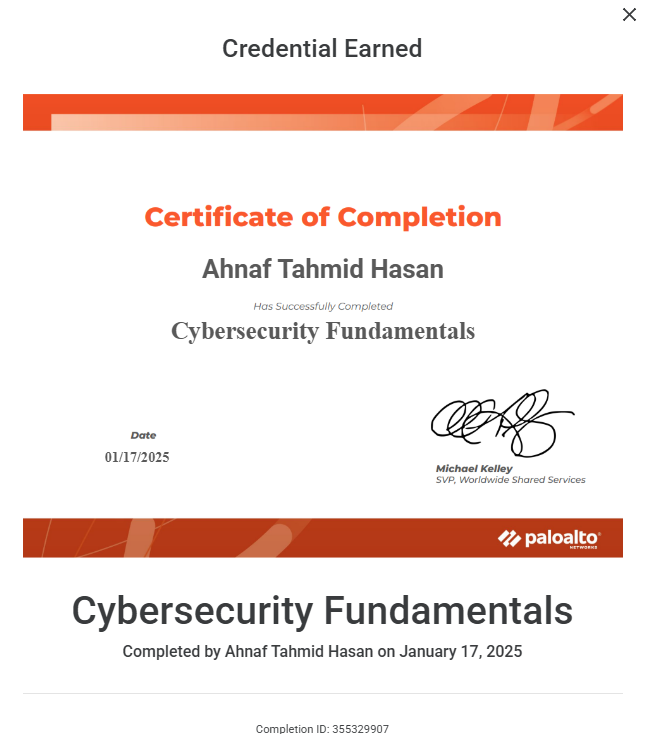 Credential Earned
Certificate of Completion
Ahnaf Tahmid Hasan
Has Successfully Completed
Cybersecurity Fundamentals
Date
01/17/2025
Michael Kelley
SVP, Worldwide Shared Services
paloalto
NETWORKS
Cybersecurity Fundamentals
Completed by Ahnaf Tahmid Hasan on January 17, 2025
Completion ID: 355329907